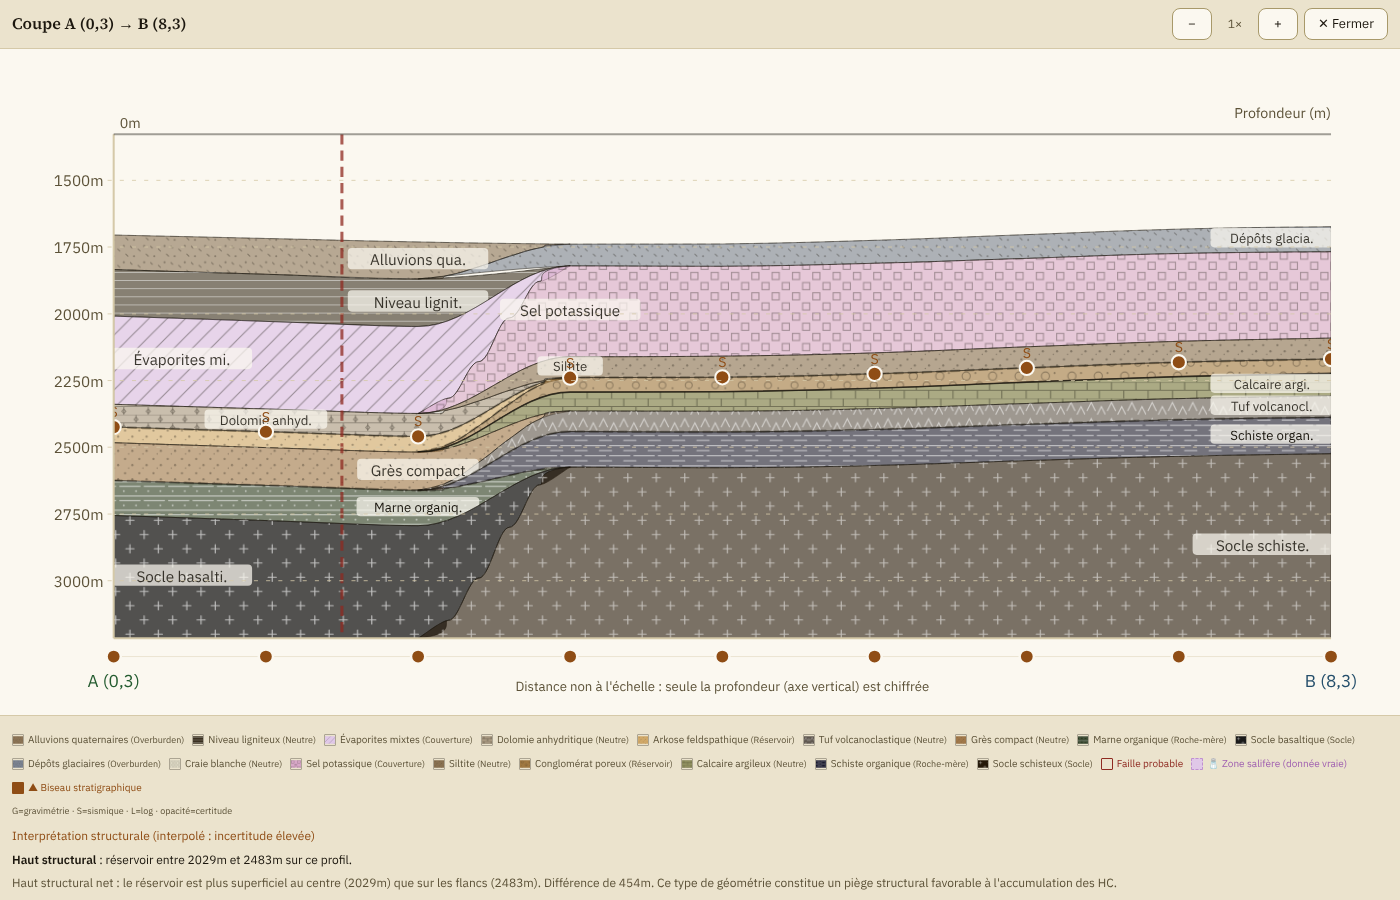 Coupe A (0,3) → B (8,3)
− 1× + ✕ Fermer
Profondeur (m)
0m
1500m
1750m
2000m
2250m
2500m
2750m
3000m
Dépôts glacia.
Alluvions qua.
Niveau lignit.
Sel potassique
Évaporites mi.
Siltite
S
S
S
S
S
S
S
S
S
Calcaire argi.
Tuf volcanocl.
Dolomie anhyd.
Schiste organ.
Grès compact
Marne organiq.
Socle schiste.
Socle basalti.
A (0,3)
Distance non à l'échelle : seule la profondeur (axe vertical) est chiffrée
B (8,3)
Alluvions quaternaires (Overburden) Niveau ligniteux (Neutre) Évaporites mixtes (Couverture) Dolomie anhydritique (Neutre) Arkose feldspathique (Réservoir) Tuf volcanoclastique (Neutre) Grès compact (Neutre) Marne organique (Roche-mère) Socle basaltique (Socle)
Dépôts glaciaires (Overburden) Craie blanche (Neutre) Sel potassique (Couverture) Siltite (Neutre) Conglomérat poreux (Réservoir) Calcaire argileux (Neutre) Schiste organique (Roche-mère) Socle schisteux (Socle) Faille probable 🧂 Zone salifère (donnée vraie)
▲ Biseau stratigraphique
G=gravimétrie · S=sismique · L=log · opacité=certitude
Interprétation structurale (interpolé : incertitude élevée)
Haut structural : réservoir entre 2029m et 2483m sur ce profil.
Haut structural net : le réservoir est plus superficiel au centre (2029m) que sur les flancs (2483m). Différence de 454m. Ce type de géométrie constitue un piège structural favorable à l'accumulation des HC.